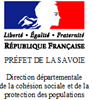 Liberté • Égalité • Fraternité
RÉPUBLIQUE FRANÇAISE
PRÉFET DE LA SAVOIE
Direction départementale
de la cohésion sociale et de la
protection des populations